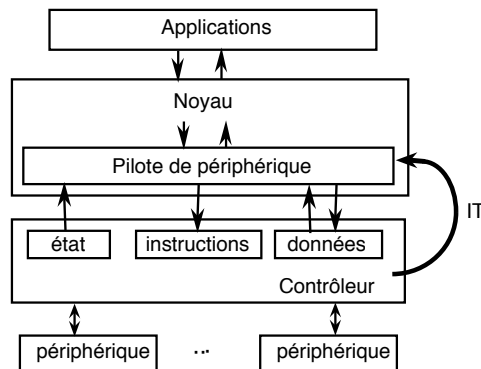 Applications
Noyau
Pilote de périphérique
IT
état instructions données
Contrôleur
périphérique ... périphérique